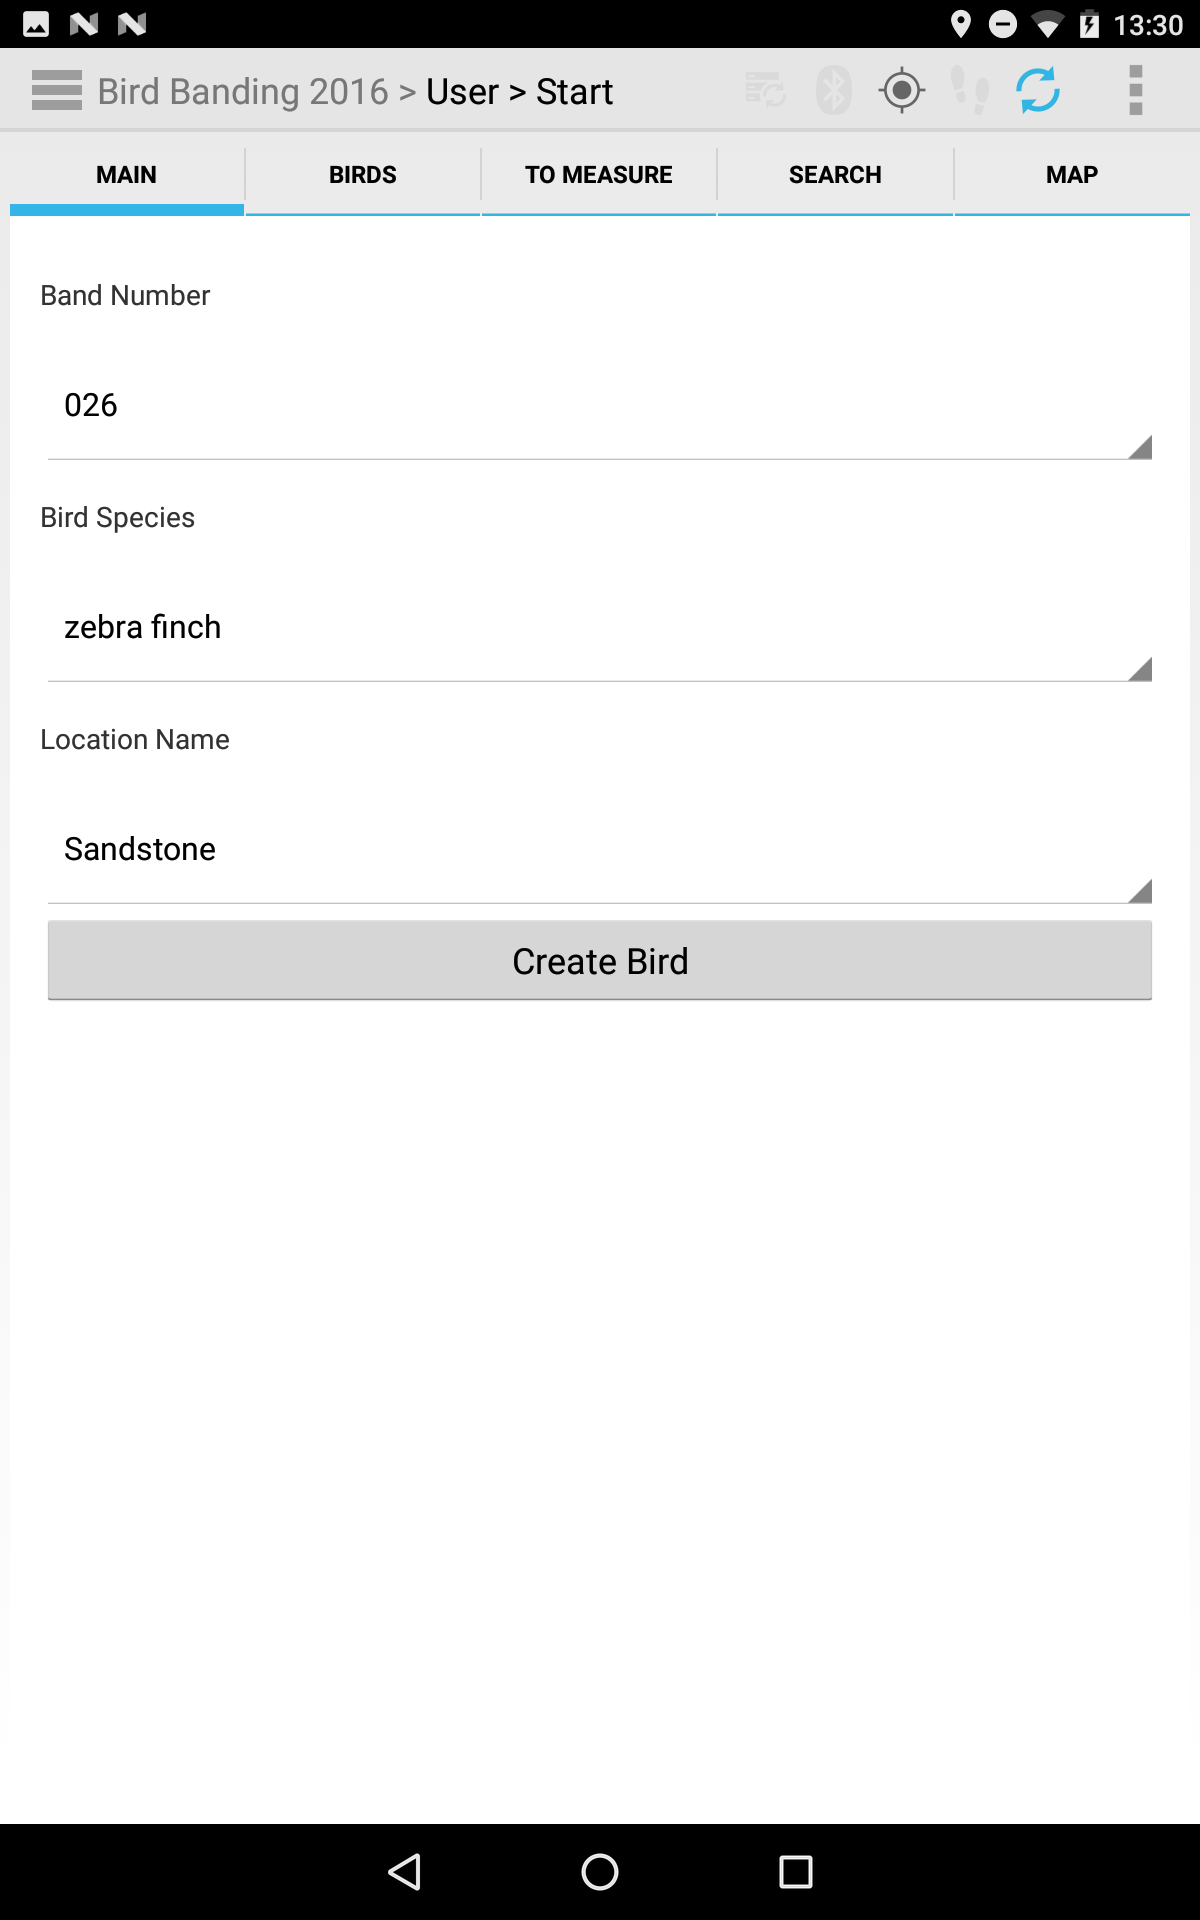 13:30
Bird Banding 2016 > User > Start
MAIN BIRDS TO MEASURE SEARCH MAP
Band Number
026
Bird Species
zebra finch
Location Name
Sandstone
Create Bird